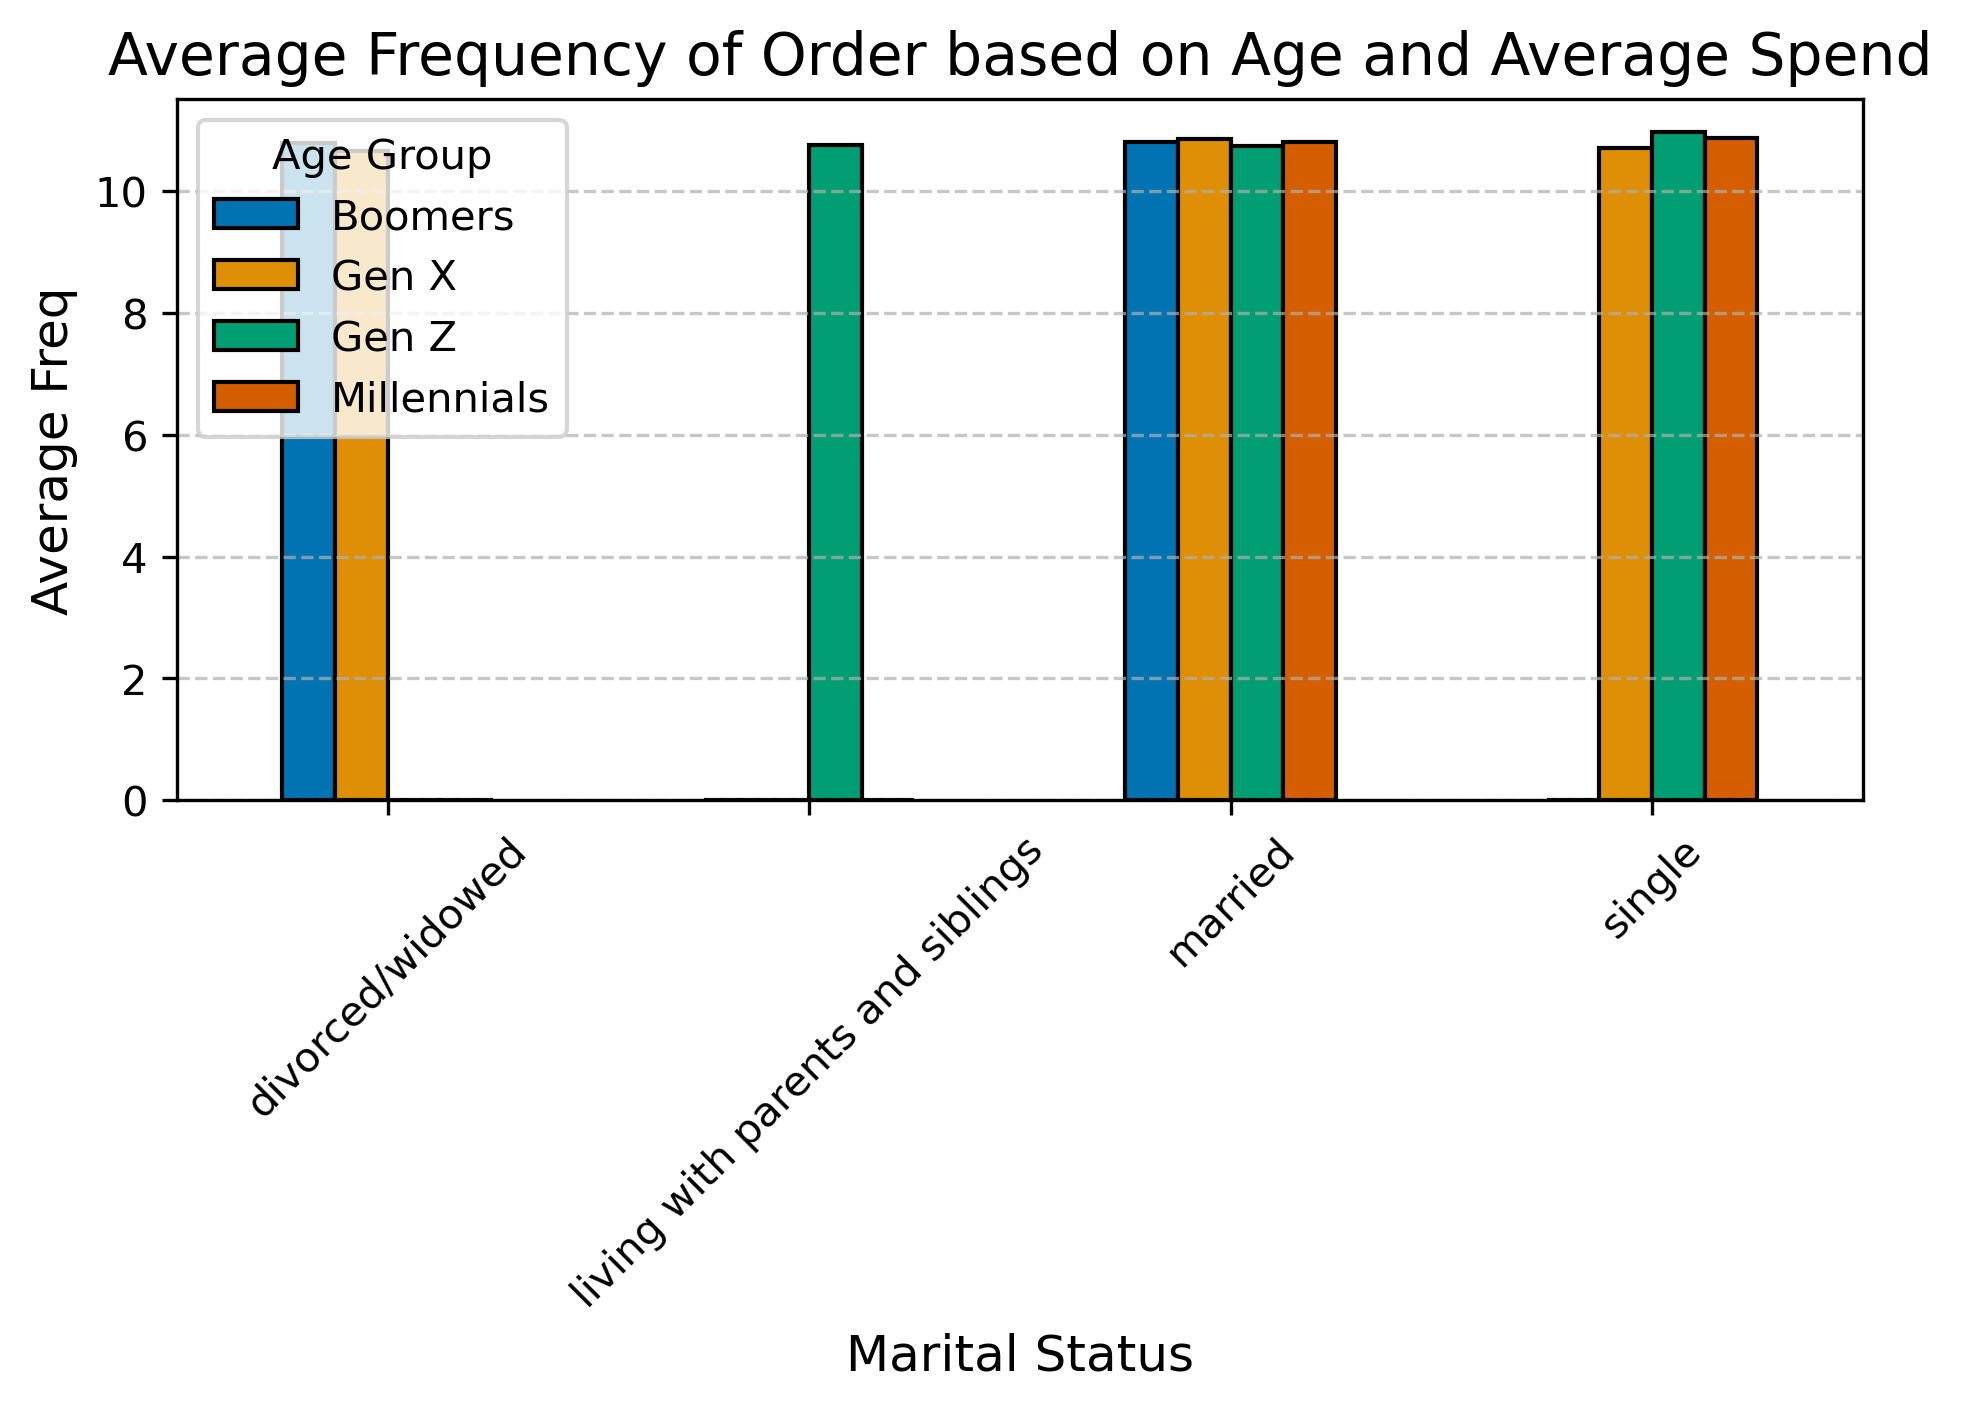 Average Frequency of Order based on Age and Average Spend
Age Group
Boomers
Gen X
Gen Z
Millennials
Average Freq
10
8
6
4
2
0
divorced/widowed
living with parents and siblings
married
single
Marital Status